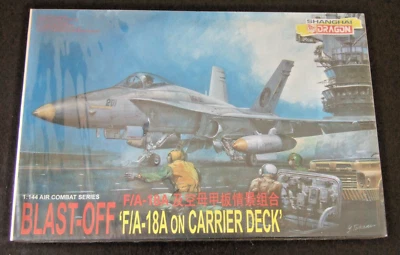 SHANGHAI
DRAGON
201
F/A-18A 航空母甲板情景組合
1:144 AIR COMBAT SERIES
BLAST-OFF 'F/A-18A ON CARRIER DECK'